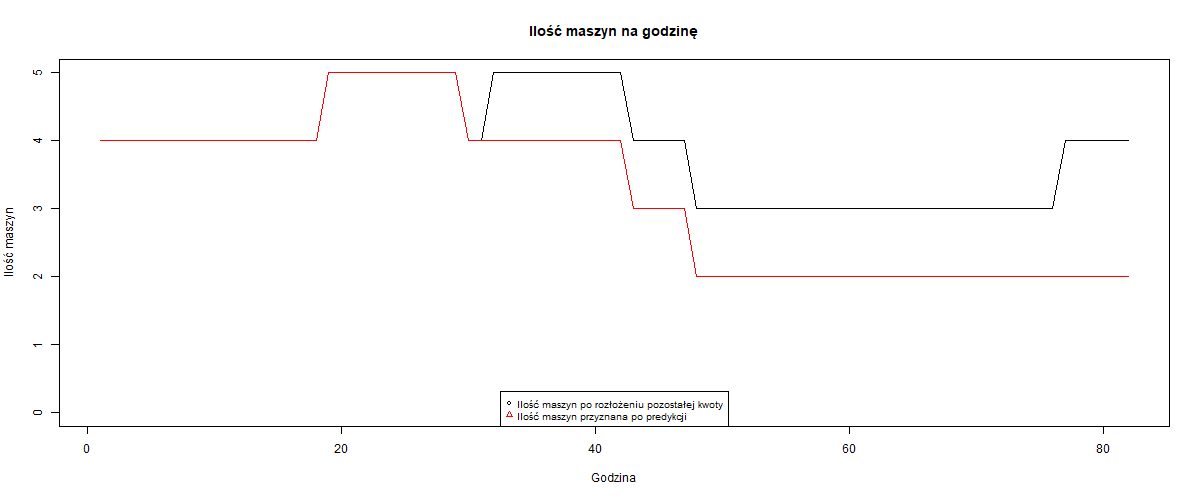 Ilość maszyn na godzinę
Ilość maszyn
5
4
3
2
1
0
Ilość maszyn po rozłożeniu pozostałej kwoty
Ilość maszyn przyznana po predykcji
0 20 40 60 80
Godzina